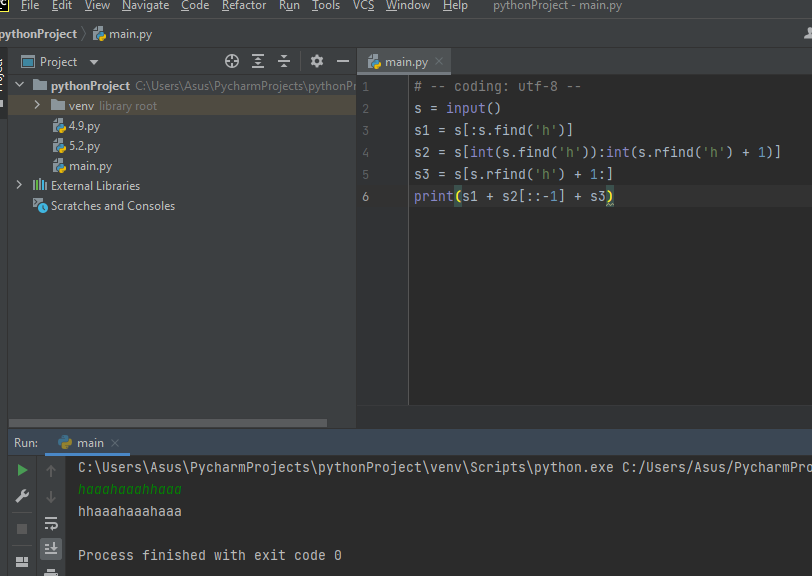 File Edit View Navigate Code Refactor Run Tools VCS Window Help pythonProject - main.py
pythonProject main.py
Project main.py
pythonProject C:\Users\Asus\PycharmProjects\pythonPr
venv library root
4.9.py
5.2.py
main.py
External Libraries
Scratches and Consoles
1 # -- coding: utf-8 --
2 s = input()
3 s1 = s[:s.find('h')]
4 s2 = s[int(s.find('h')):int(s.rfind('h') + 1)]
5 s3 = s[s.rfind('h') + 1:]
6 print(s1 + s2[::-1] + s3)
Run: main
C:\Users\Asus\PycharmProjects\pythonProject\venv\Scripts\python.exe C:/Users/Asus/PycharmPro
haaahaaahhaaa
hhaaahaaahaaa
Process finished with exit code 0